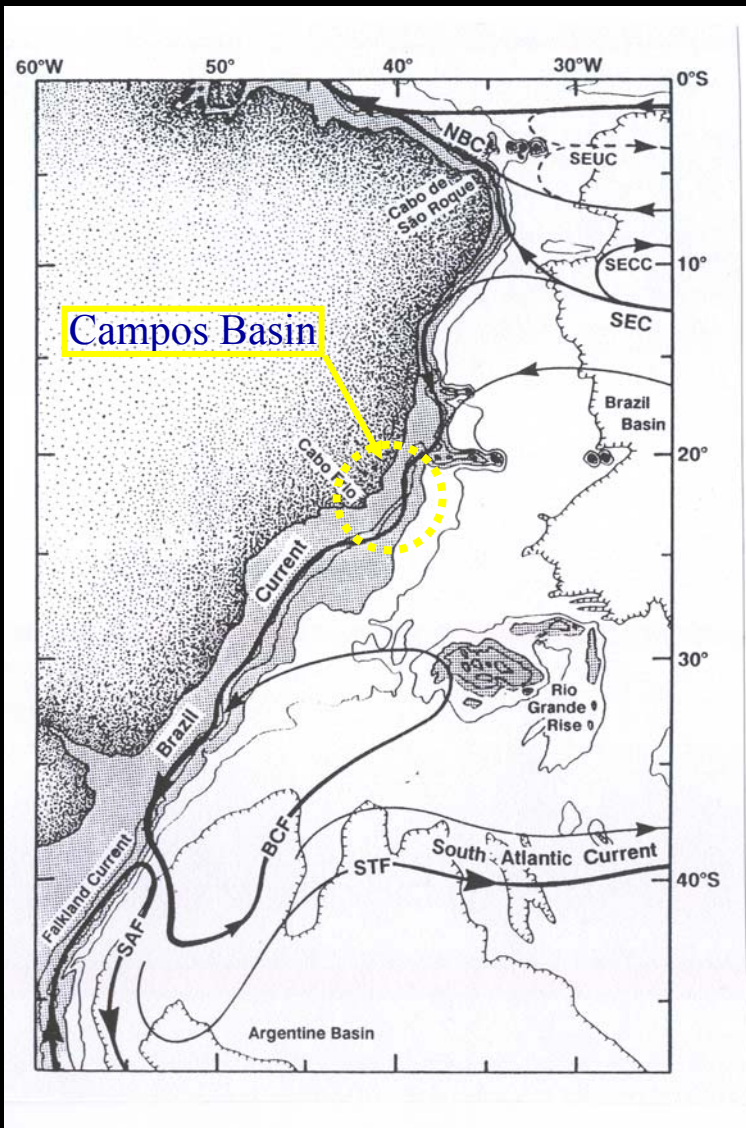 60°W
50°
40°
30°W
0°S
NBC
SEUC
Cabo de
São Roque
SECC
10°
SEC
Campos Basin
Brazil
Basin
Cabo Frio
20°
Current
30°
Rio
Grande
Rise
Brazil
BCF
South Atlantic Current
STF
40°S
Falkland Current
SAF
Argentine Basin